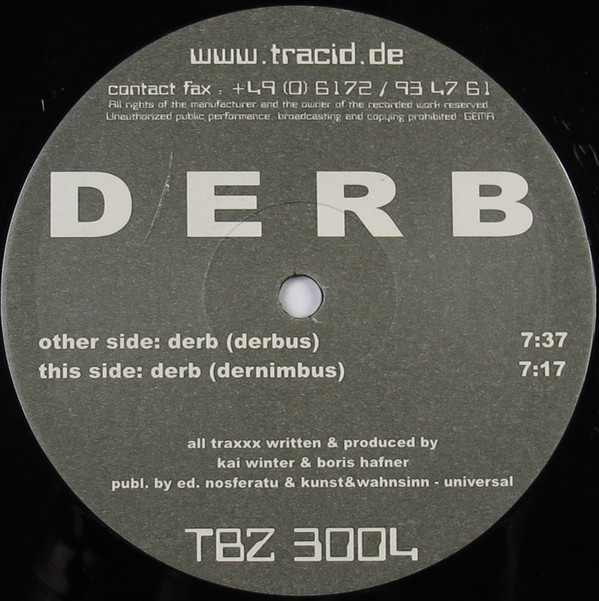 www.tracid.de
contact fax : +49 (0) 6172 / 93 47 61
All rights of the manufacturer and the owner of the recorded work reserved
Unauthorized public performance, broadcasting and copying prohibited GEMA
DERB
other side: derb (derbus) 7:37
this side: derb (dernimbus) 7:17
all traxxx written & produced by
kai winter & boris hafner
publ. by ed. nosferatu & kunst&wahnsinn - universal
TBZ 3004